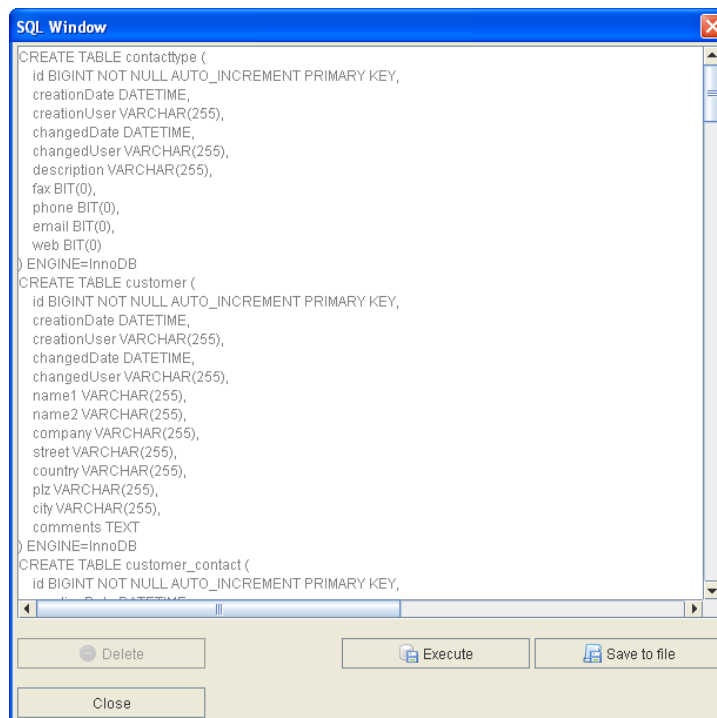 SQL Window
CREATE TABLE contacttype (
id BIGINT NOT NULL AUTO_INCREMENT PRIMARY KEY,
creationDate DATETIME,
creationUser VARCHAR(255),
changedDate DATETIME,
changedUser VARCHAR(255),
description VARCHAR(255),
fax BIT(0),
phone BIT(0),
email BIT(0),
web BIT(0)
) ENGINE=InnoDB
CREATE TABLE customer (
id BIGINT NOT NULL AUTO_INCREMENT PRIMARY KEY,
creationDate DATETIME,
creationUser VARCHAR(255),
changedDate DATETIME,
changedUser VARCHAR(255),
name1 VARCHAR(255),
name2 VARCHAR(255),
company VARCHAR(255),
street VARCHAR(255),
country VARCHAR(255),
plz VARCHAR(255),
city VARCHAR(255),
comments TEXT
) ENGINE=InnoDB
CREATE TABLE customer_contact (
id BIGINT NOT NULL AUTO_INCREMENT PRIMARY KEY,
Delete
Execute
Save to file
Close